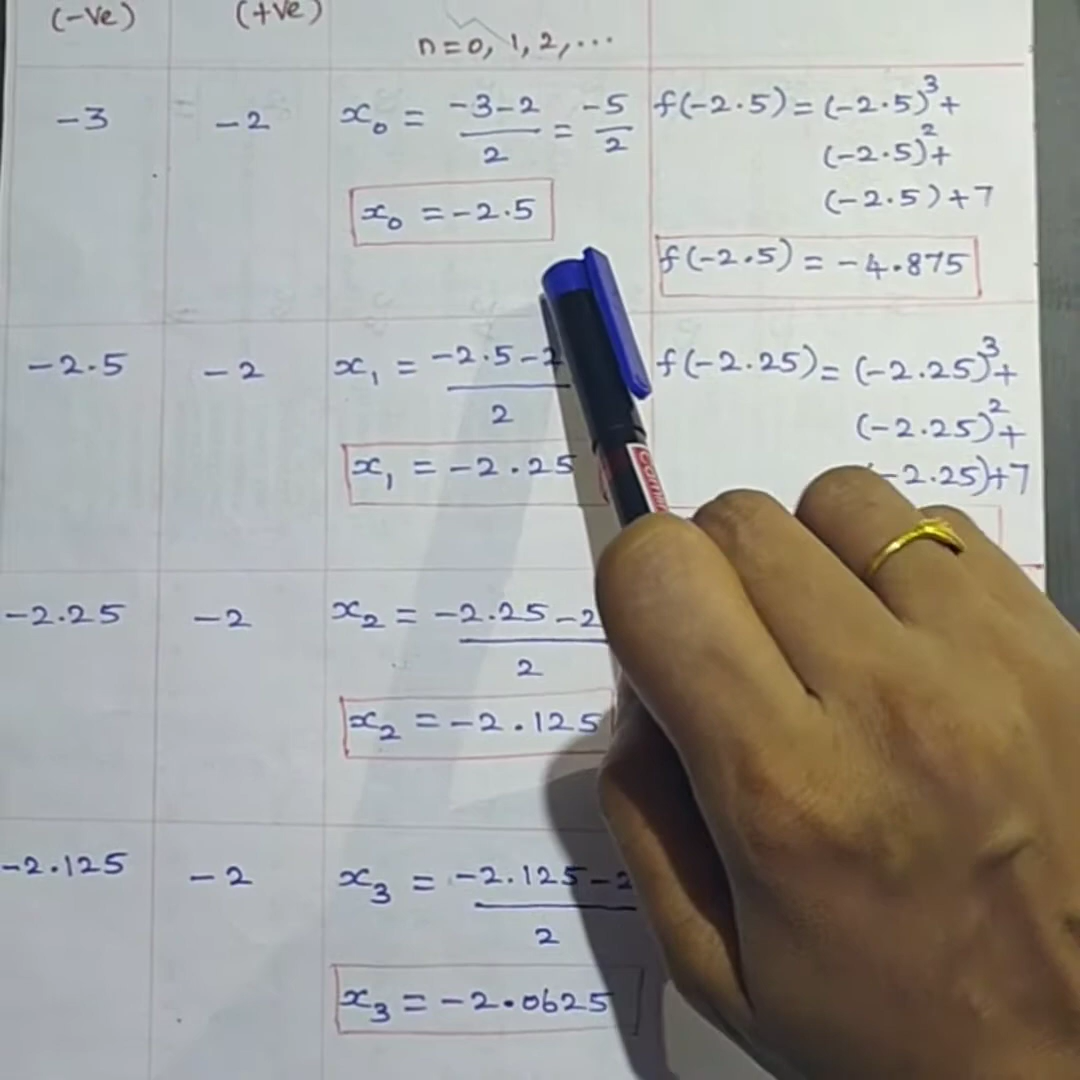 (-ve) (+ve)
n=0, 1, 2, ...
-3 -2 x₀ = (-3-2)/2 = -5/2 f(-2.5) = (-2.5)³+
(-2.5)²+
(-2.5)+7
x₀ = -2.5
f(-2.5) = -4.875
-2.5 -2 x₁ = (-2.5-2)/2 f(-2.25) = (-2.25)³+
(-2.25)²+
-2.25)+7
x₁ = -2.25
-2.25 -2 x₂ = (-2.25-2)/2
x₂ = -2.125
-2.125 -2 x₃ = (-2.125-2)/2
x₃ = -2.0625